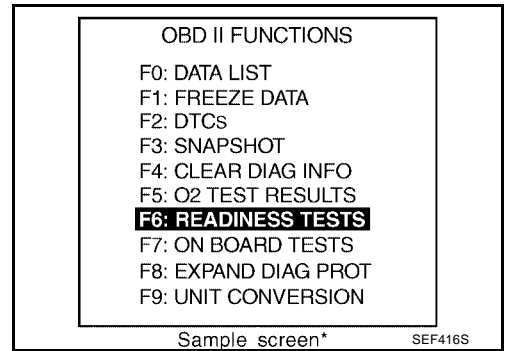 OBD II FUNCTIONS
F0: DATA LIST
F1: FREEZE DATA
F2: DTCs
F3: SNAPSHOT
F4: CLEAR DIAG INFO
F5: O2 TEST RESULTS
F6: READINESS TESTS
F7: ON BOARD TESTS
F8: EXPAND DIAG PROT
F9: UNIT CONVERSION
Sample screen* SEF416S